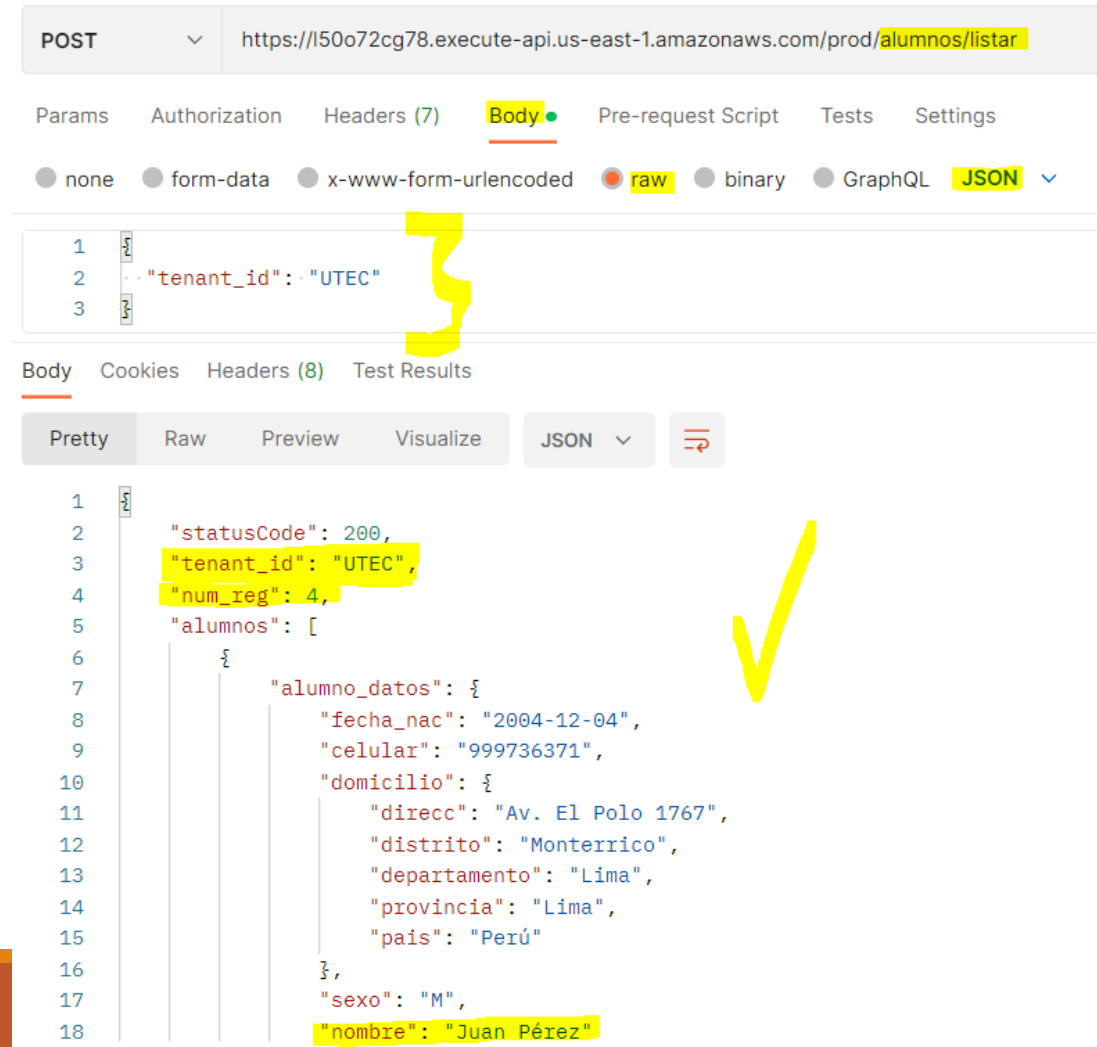 POST https://l50o72cg78.execute-api.us-east-1.amazonaws.com/prod/alumnos/listar
Params Authorization Headers (7) Body Pre-request Script Tests Settings
none form-data x-www-form-urlencoded raw binary GraphQL JSON
1 {
2 "tenant_id": "UTEC"
3 }
3
Body Cookies Headers (8) Test Results
Pretty Raw Preview Visualize JSON
1 {
2 "statusCode": 200,
3 "tenant_id": "UTEC",
4 "num_reg": 4,
5 "alumnos": [
6 {
7 "alumno_datos": {
8 "fecha_nac": "2004-12-04",
9 "celular": "999736371",
10 "domicilio": {
11 "direcc": "Av. El Polo 1767",
12 "distrito": "Monterrico",
13 "departamento": "Lima",
14 "provincia": "Lima",
15 "pais": "Perú"
16 },
17 "sexo": "M",
18 "nombre": "Juan Pérez"